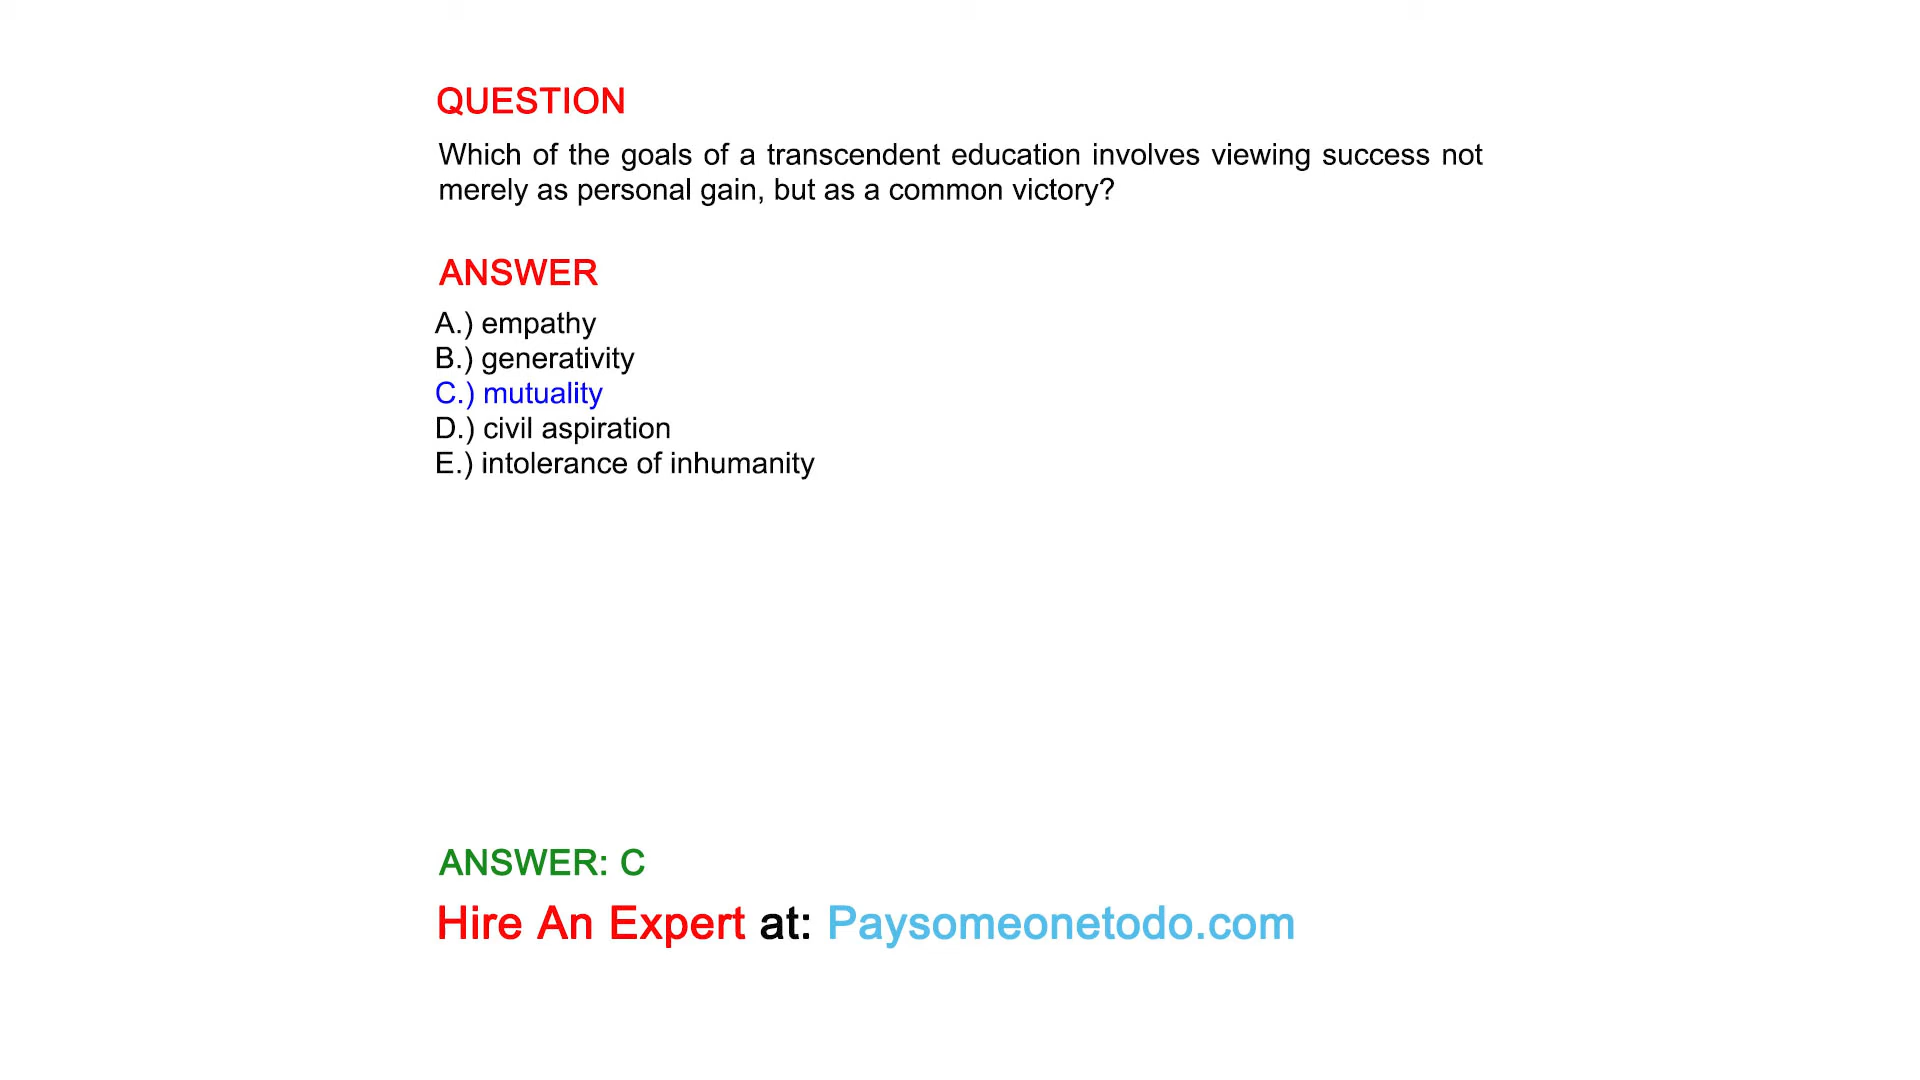 QUESTION
Which of the goals of a transcendent education involves viewing success not
merely as personal gain, but as a common victory?
ANSWER
A.) empathy
B.) generativity
C.) mutuality
D.) civil aspiration
E.) intolerance of inhumanity
ANSWER: C
Hire An Expert at: Paysomeonetodo.com